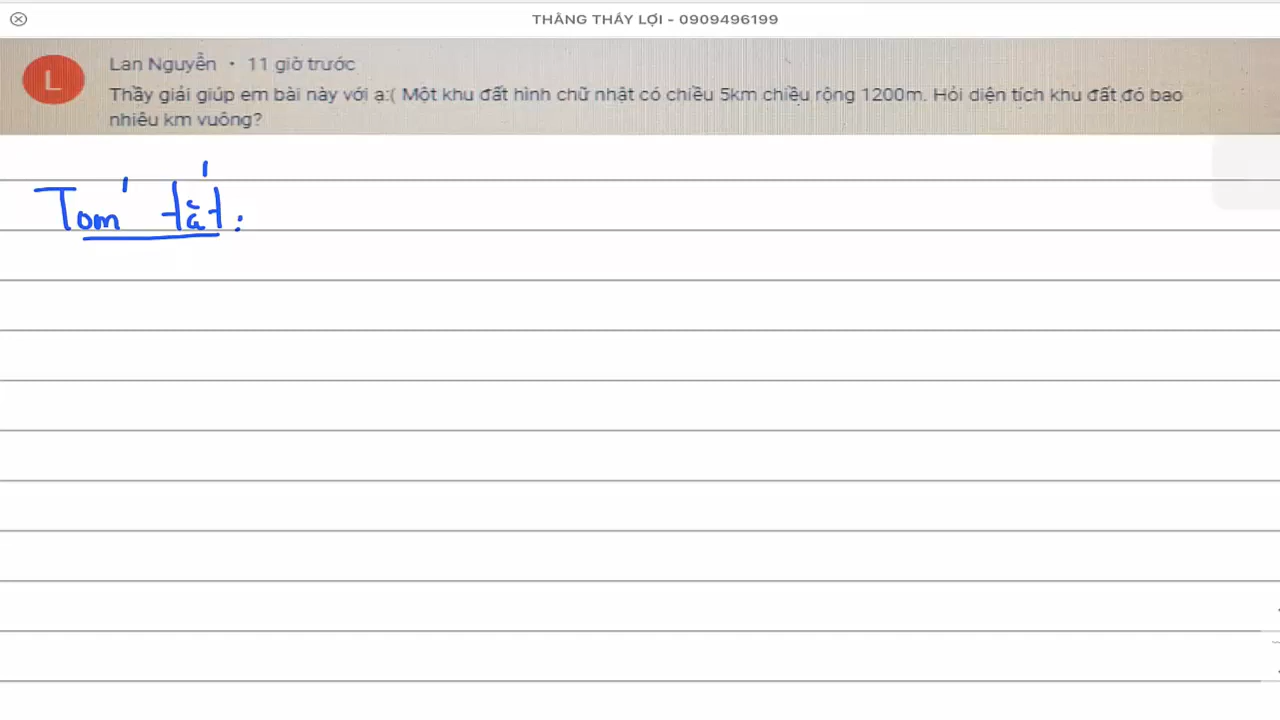 THẦNG THẦY LỢI - 0909496199
L
Lan Nguyễn • 11 giờ trước
Thầy giải giúp em bài này với ạ:( Một khu đất hình chữ nhật có chiều 5km chiều rộng 1200m. Hỏi diện tích khu đất đó bao
nhiêu km vuông?
Tóm tắt: